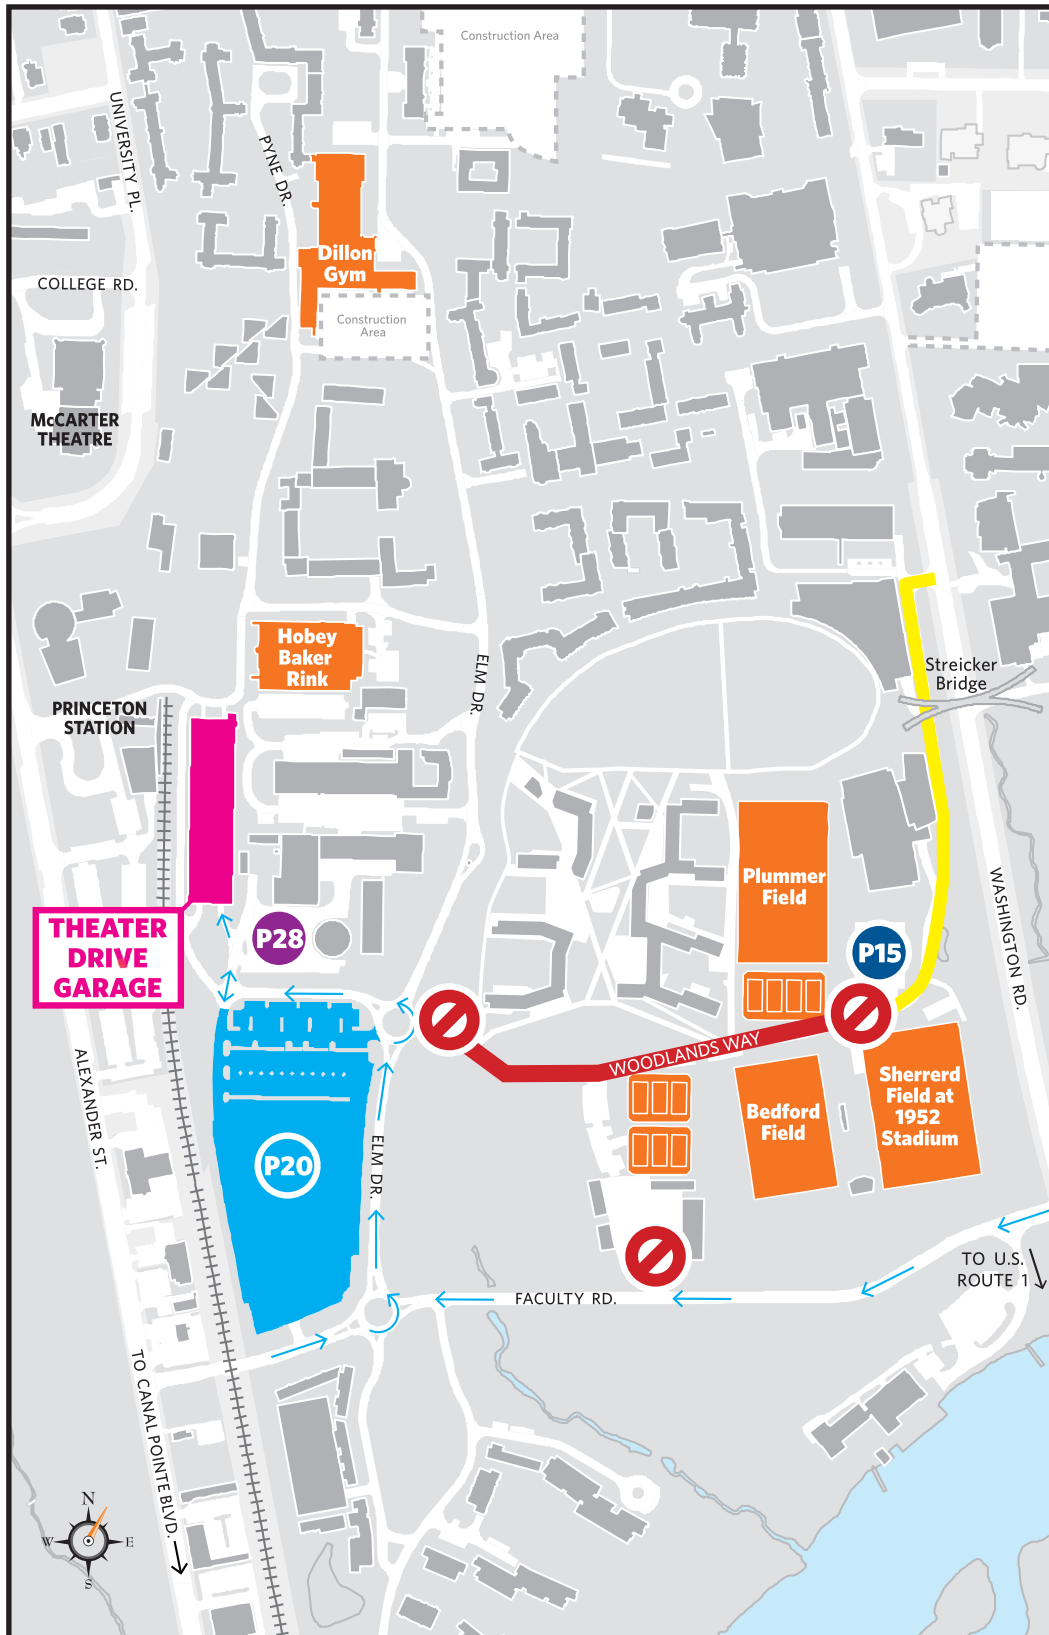 Construction Area
UNIVERSITY PL.
PYNE DR.
Dillon
Gym
COLLEGE RD.
Construction
Area
McCARTER
THEATRE
Hobey
Baker
Rink
ELM DR.
Streicker
Bridge
PRINCETON
STATION
Plummer
Field
WASHINGTON RD.
THEATER
DRIVE
GARAGE
P28
P15
WOODLANDS WAY
ALEXANDER ST.
Sherrerd
Field at
1952
Stadium
Bedford
Field
P20
ELM DR.
TO U.S.
ROUTE 1
FACULTY RD.
TO CANAL POINTE BLVD.
N
W
E
S